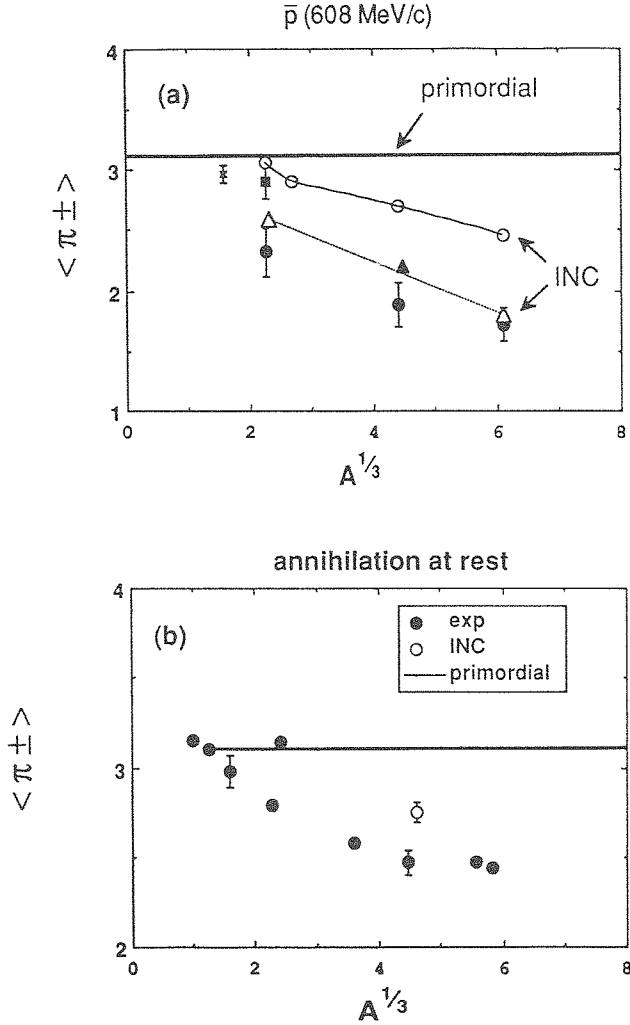 p̄ (608 MeV/c)
4
(a)
primordial
3
< π ± >
INC
2
1
0 2 4 6 8
A^1/3
annihilation at rest
4
(b)
exp
INC
primordial
< π ± >
3
2
0 2 4 6 8
A^1/3